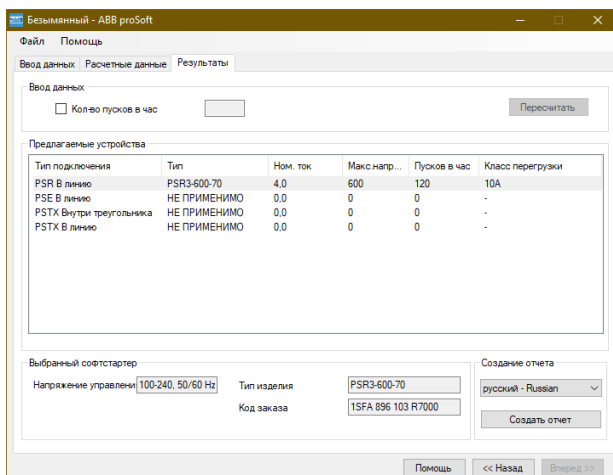 Безымянный - ABB proSoft
Файл Помощь
Ввод данных Расчетные данные Результаты
Ввод данных
Кол-во пусков в час
Пересчитать
Предлагаемые устройства
Тип подключения Тип Ном. ток Макс.напр... Пусков в час Класс перегрузки
PSR В линию PSR3-600-70 4,0 600 120 10A
PSE В линию НЕ ПРИМЕНИМО 0,0 0 0 -
PSTX Внутри треугольника НЕ ПРИМЕНИМО 0,0 0 0 -
PSTX В линию НЕ ПРИМЕНИМО 0,0 0 0 -
Выбранный софтстартер
Напряжение управлени 100-240, 50/60 Hz
Тип изделия PSR3-600-70
Код заказа 1SFA 896 103 R7000
Создание отчета
русский - Russian
Создать отчет
Помощь << Назад Вперед >>